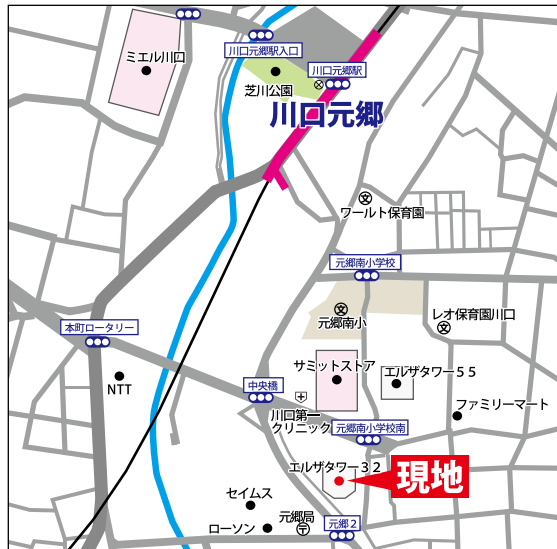 川口元郷駅入口
ミエル川口
川口元郷駅
芝川公園
川口元郷
ワールト保育園
元郷南小学校
レオ保育園川口
元郷南小
本町ロータリー
サミットストア
エルザタワー５５
NTT
中央橋
ファミリーマート
川口第一
クリニック
元郷南小学校南
エルザタワー３２
現地
セイムス
元郷局
ローソン
元郷２